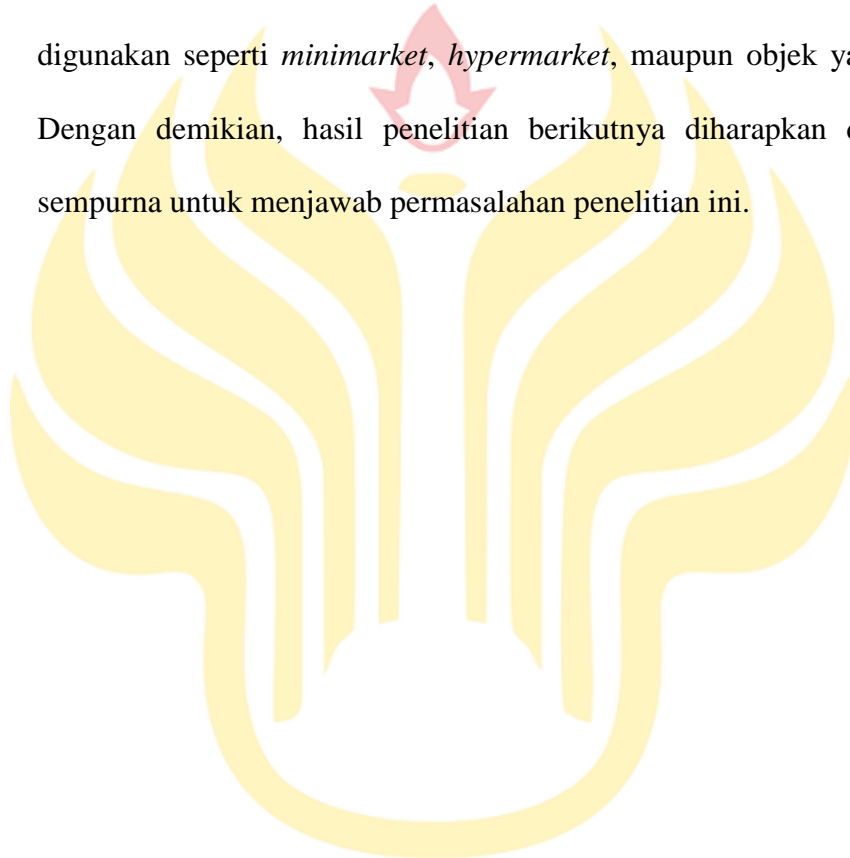 digunakan seperti minimarket, hypermarket, maupun objek
Dengan demikian, hasil penelitian berikutnya diharapkan
sempurna untuk menjawab permasalahan penelitian ini.